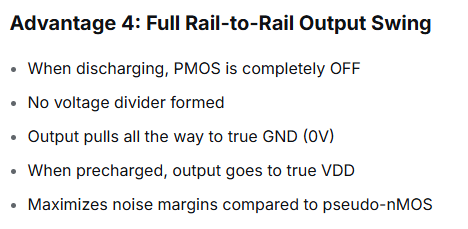 Advantage 4: Full Rail-to-Rail Output Swing
• When discharging, PMOS is completely OFF
• No voltage divider formed
• Output pulls all the way to true GND (0V)
• When precharged, output goes to true VDD
• Maximizes noise margins compared to pseudo-nMOS